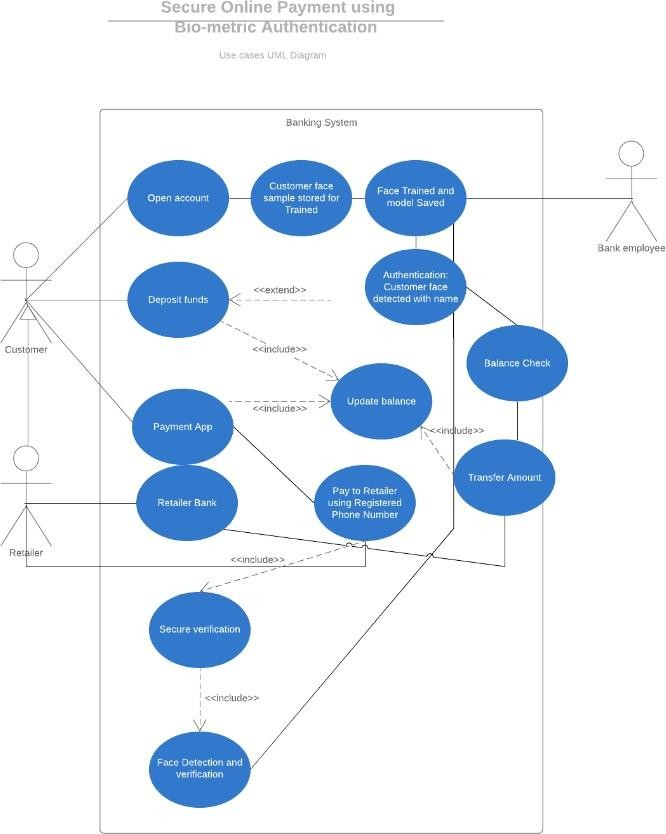 Secure Online Payment using
Bio-metric Authentication
Use cases UML Diagram
Banking System
Open account
Customer face
sample stored for
Trained
Face Trained and
model Saved
Bank employee
Authentication:
Customer face
detected with name
Deposit funds
<<extend>>
Customer
<<include>>
Balance Check
Update balance
<<include>>
Payment App
<<include>>
Transfer Amount
Retailer Bank
Pay to Retailer
using Registered
Phone Number
Retailer
<<include>>
Secure verification
<<include>>
Face Detection and
verification